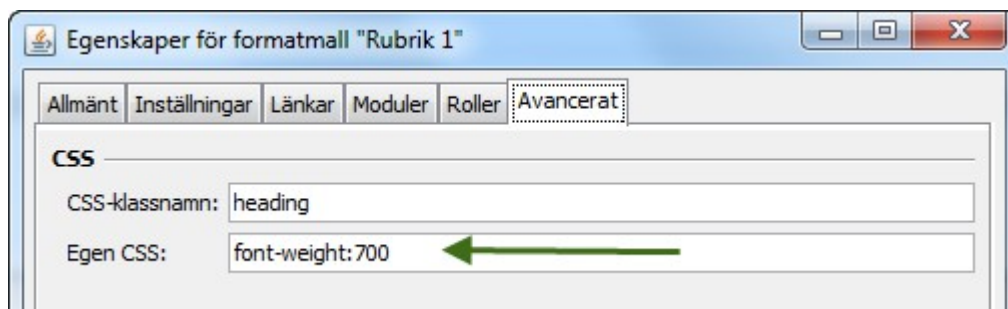 Egenskaper för formatmall "Rubrik 1"
Allmänt Inställningar Länkar Moduler Roller Avancerat
CSS
CSS-klassnamn: heading
Egen CSS: font-weight:700